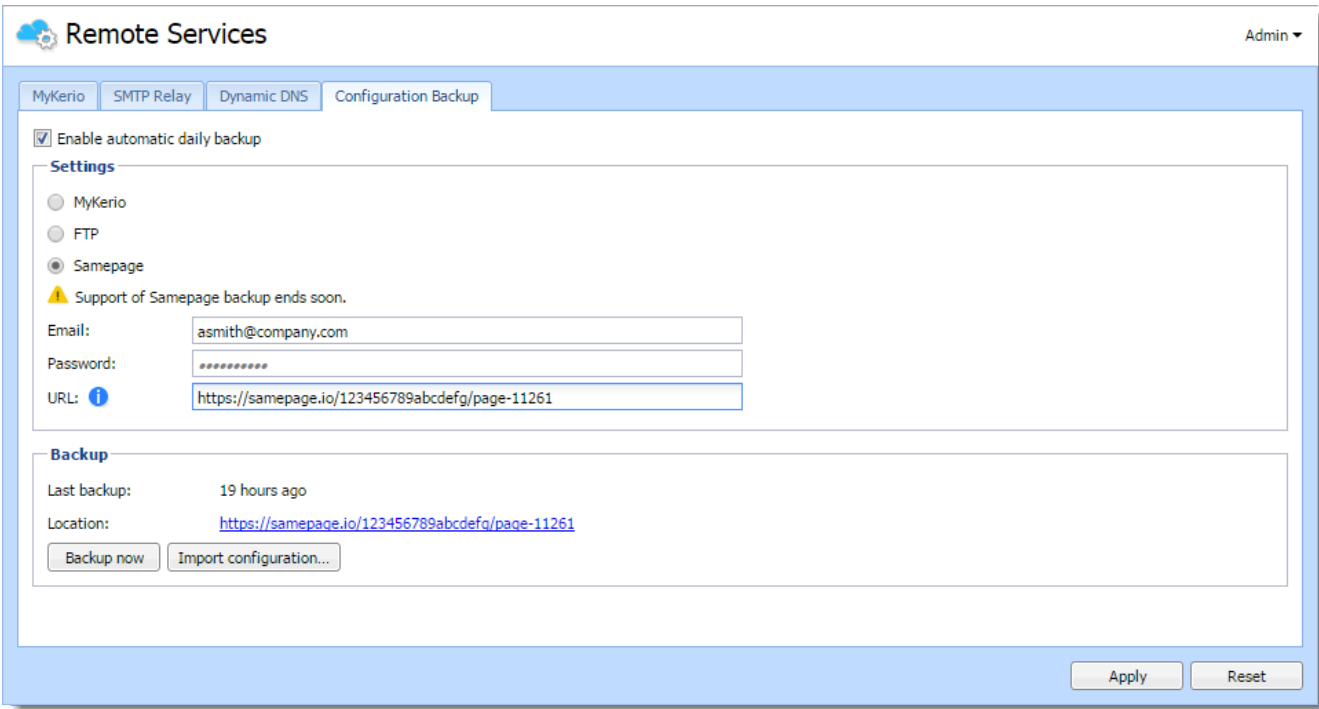 Remote Services
Admin
MyKerio SMTP Relay Dynamic DNS Configuration Backup
Enable automatic daily backup
Settings
MyKerio
FTP
Samepage
Support of Samepage backup ends soon.
Email: asmith@company.com
Password: ••••••••••
URL: https://samepage.io/123456789abcdefg/page-11261
Backup
Last backup: 19 hours ago
Location: https://samepage.io/123456789abcdefg/page-11261
Backup now Import configuration...
Apply Reset